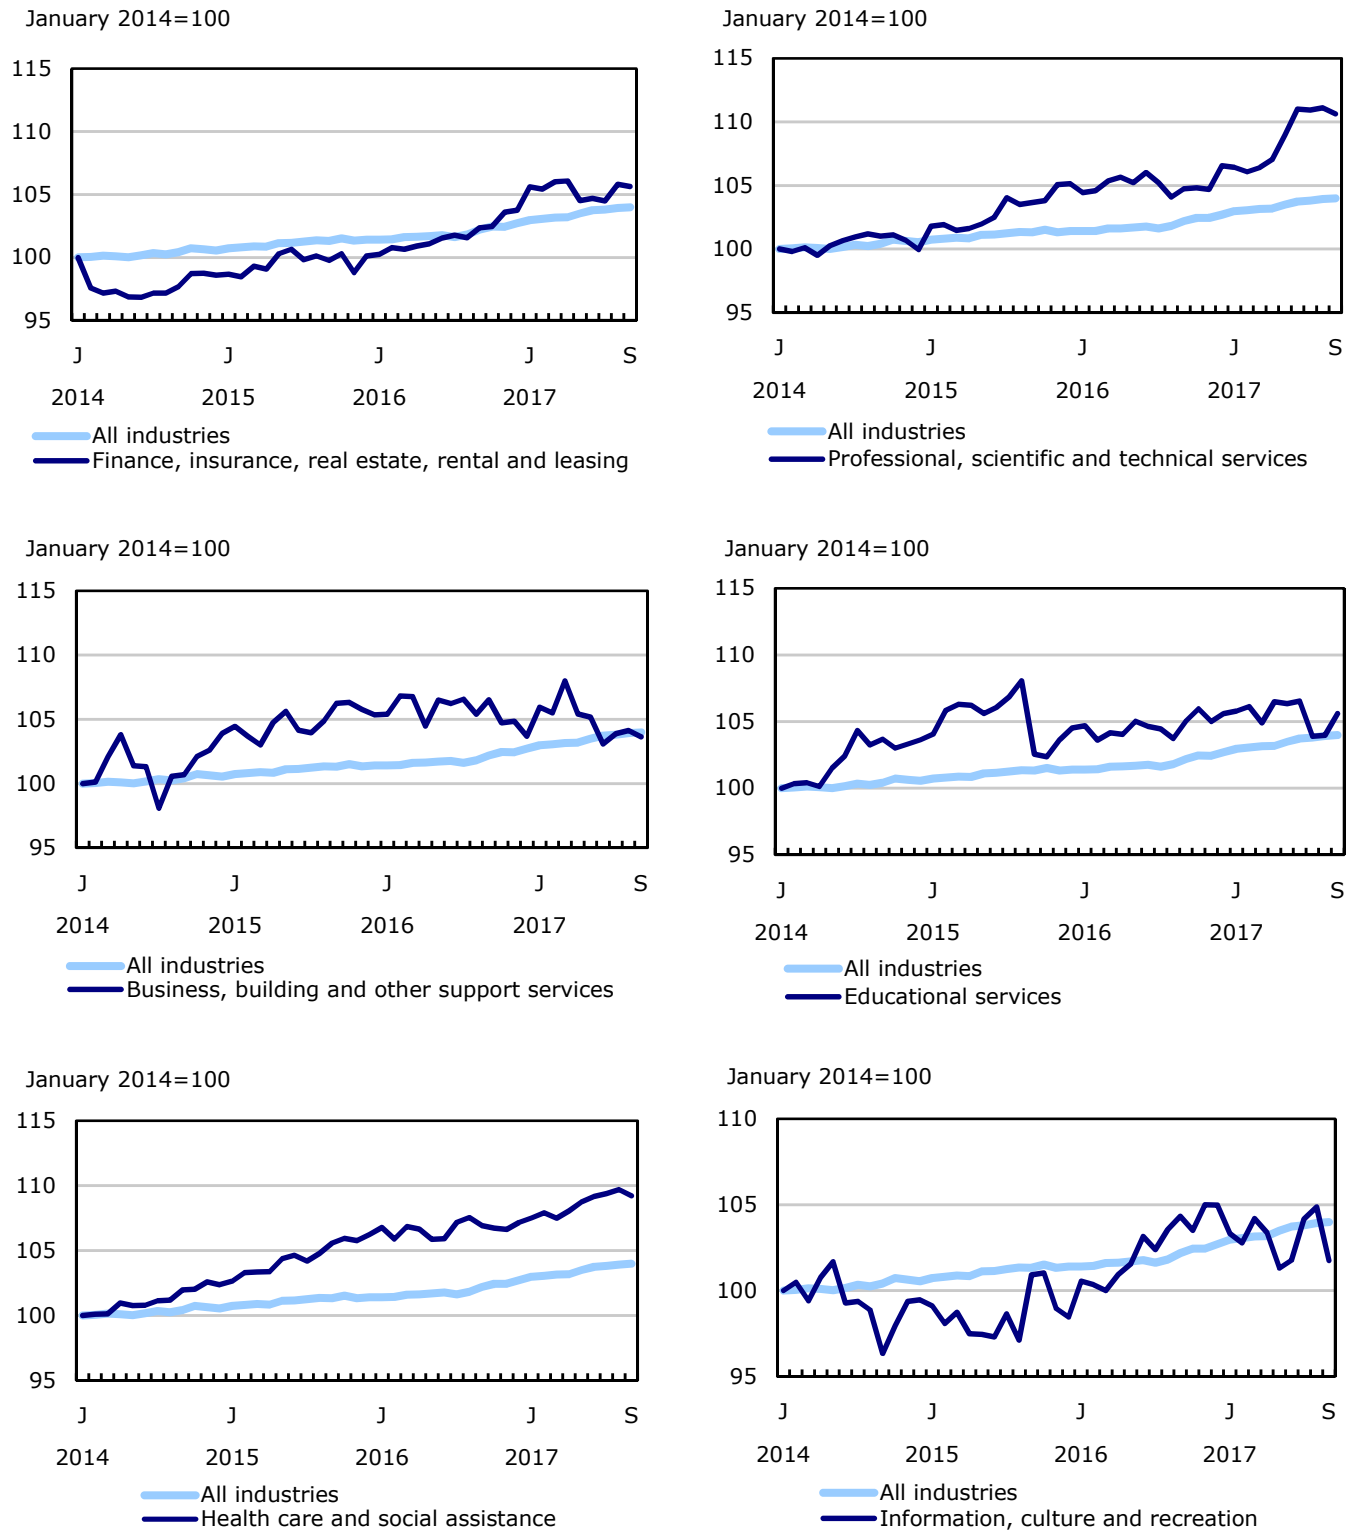 January 2014=100
115
110
105
100
95
J J J J S
2014 2015 2016 2017
All industries
Finance, insurance, real estate, rental and leasing
January 2014=100
115
110
105
100
95
J J J J S
2014 2015 2016 2017
All industries
Professional, scientific and technical services
January 2014=100
115
110
105
100
95
J J J J S
2014 2015 2016 2017
All industries
Business, building and other support services
January 2014=100
115
110
105
100
95
J J J J S
2014 2015 2016 2017
All industries
Educational services
January 2014=100
115
110
105
100
95
J J J J S
2014 2015 2016 2017
All industries
Health care and social assistance
January 2014=100
110
105
100
95
J J J J S
2014 2015 2016 2017
All industries
Information, culture and recreation